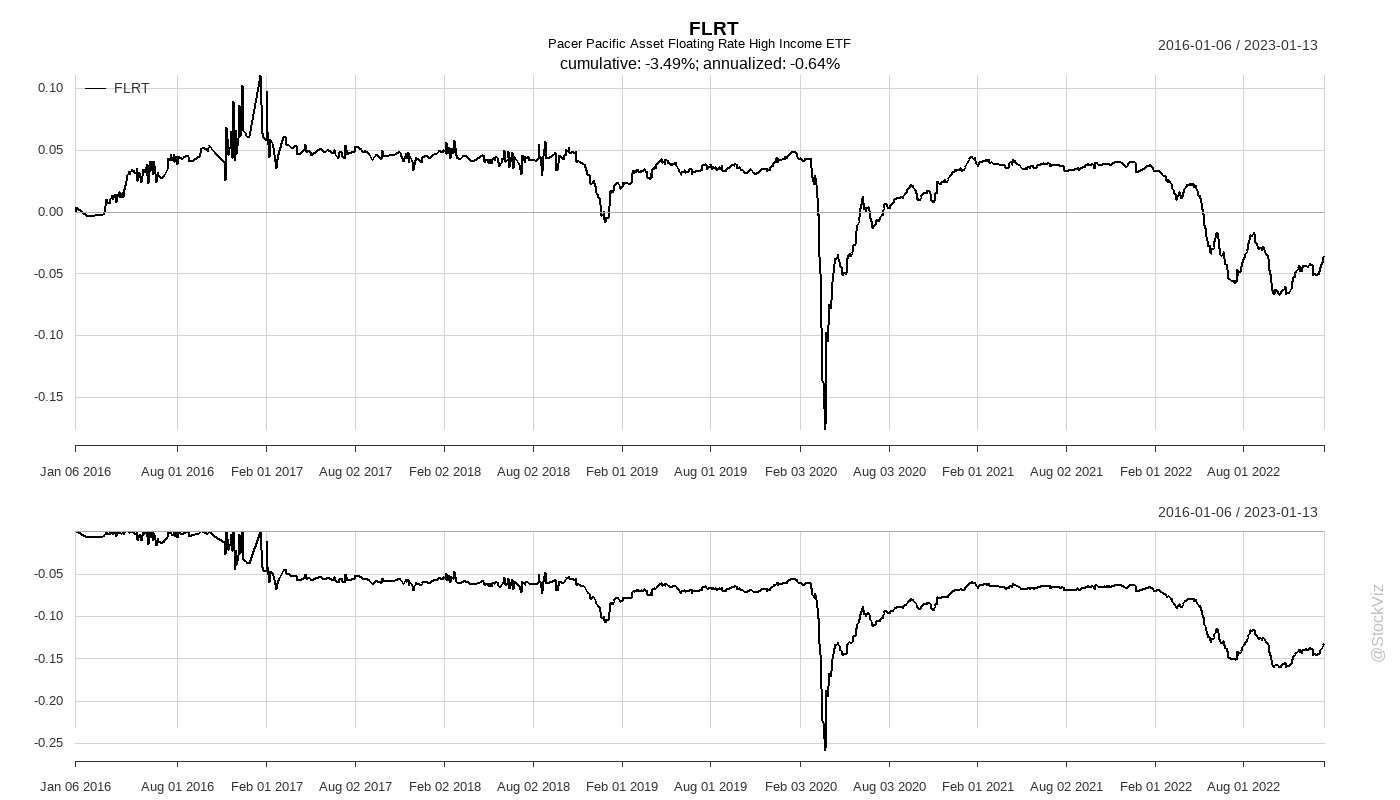 FLRT
Pacer Pacific Asset Floating Rate High Income ETF
2016-01-06 / 2023-01-13
cumulative: -3.49%; annualized: -0.64%
FLRT
0.10
0.05
0.00
-0.05
-0.10
-0.15
Jan 06 2016 Aug 01 2016 Feb 01 2017 Aug 02 2017 Feb 02 2018 Aug 02 2018 Feb 01 2019 Aug 01 2019 Feb 03 2020 Aug 03 2020 Feb 01 2021 Aug 02 2021 Feb 01 2022 Aug 01 2022
2016-01-06 / 2023-01-13
-0.05
-0.10
-0.15
-0.20
-0.25
Jan 06 2016 Aug 01 2016 Feb 01 2017 Aug 02 2017 Feb 02 2018 Aug 02 2018 Feb 01 2019 Aug 01 2019 Feb 03 2020 Aug 03 2020 Feb 01 2021 Aug 02 2021 Feb 01 2022 Aug 01 2022
@StockViz